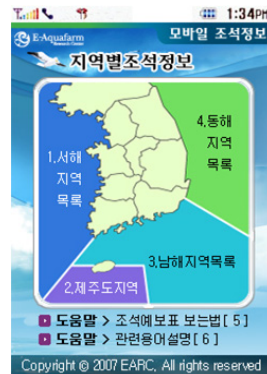 1:34PM
E-Aquafarm
Research Center
모바일 조석정보
지역별조석정보
4.동해
지역
목록
1.서해
지역
목록
3.남해지역목록
2.제주도지역
도움말 > 조석예보표 보는법[ 5 ]
도움말 > 관련용어설명[ 6 ]
Copyright © 2007 EARC, All rights reserved